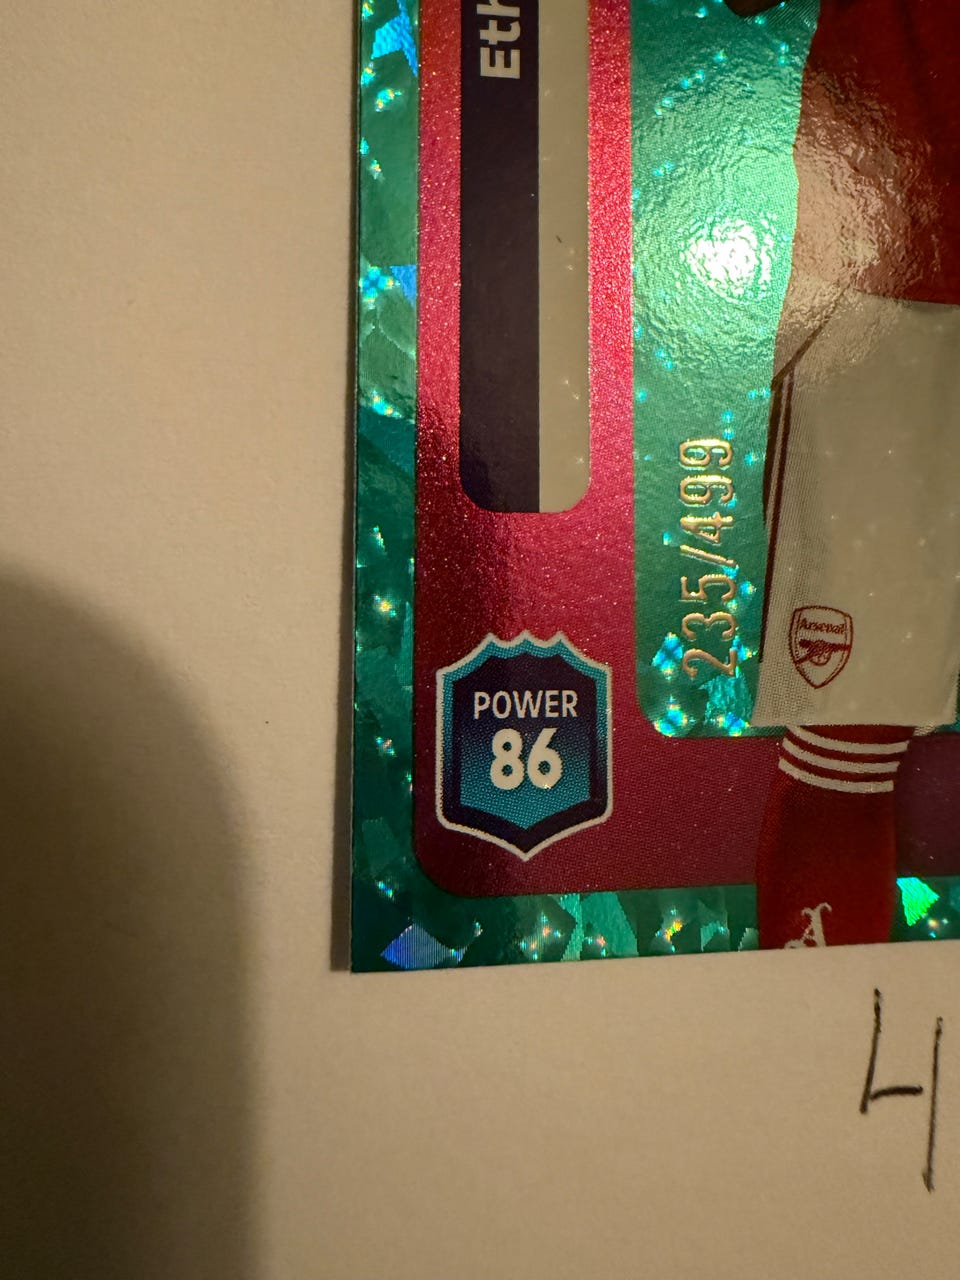 Eth
235/499
Arsenal
POWER
86
A
4